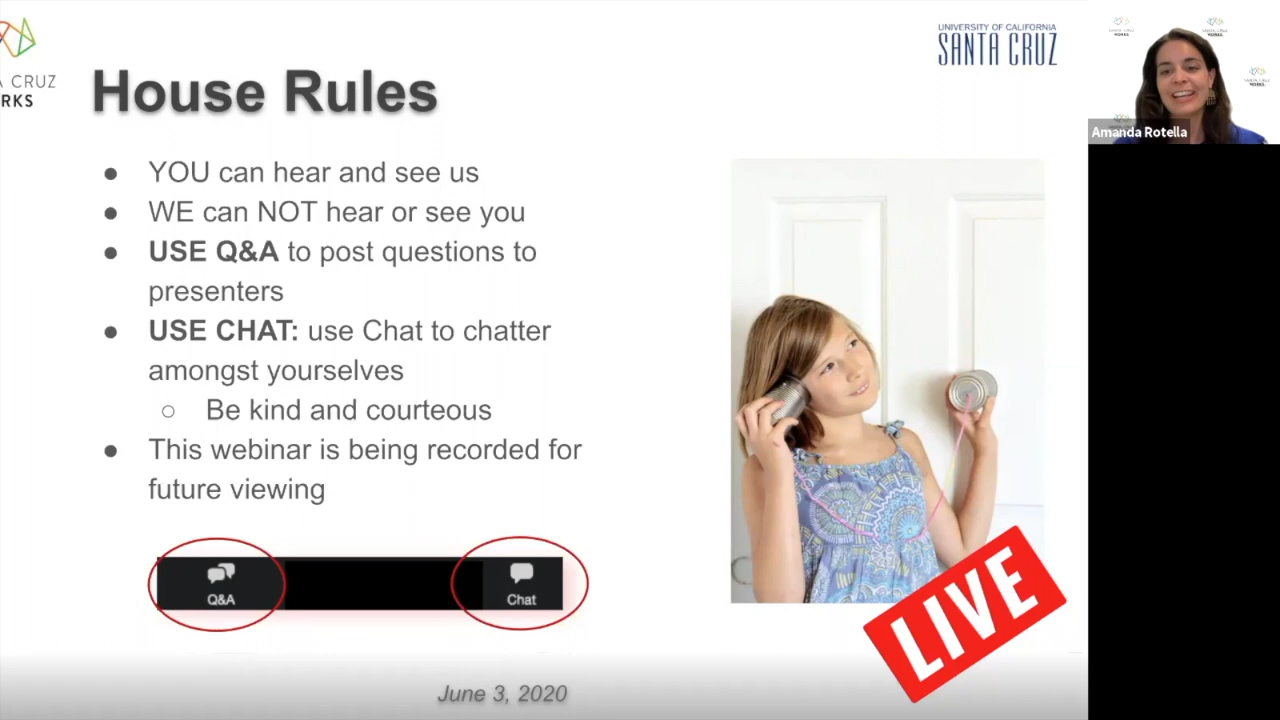 UNIVERSITY OF CALIFORNIA
SANTA CRUZ
A CRUZ
RKS
House Rules
Amanda Rotella
● YOU can hear and see us
● WE can NOT hear or see you
● USE Q&A to post questions to
presenters
● USE CHAT: use Chat to chatter
amongst yourselves
○ Be kind and courteous
● This webinar is being recorded for
future viewing
Q&A
Chat
LIVE
June 3, 2020